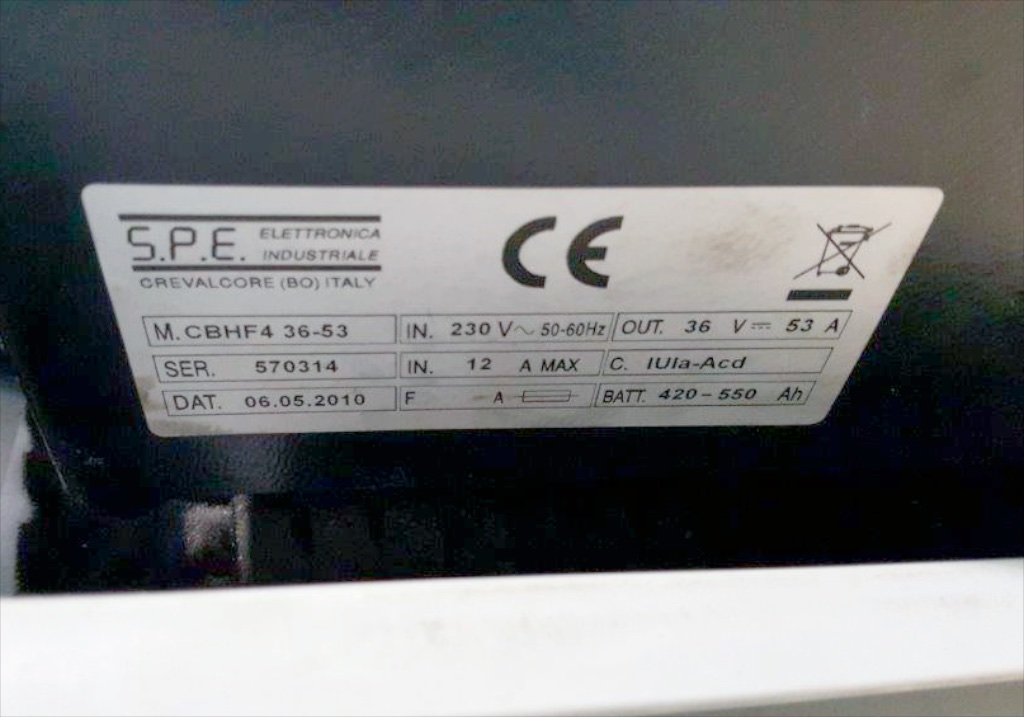 S.P.E. ELETTRONICA INDUSTRIALE
CREVALCORE (BO) ITALY
CE
M. CBHF4 36-53 IN. 230 V~ 50-60Hz OUT. 36 V⎓ 53 A
SER. 570314 IN. 12 A MAX C. IUIa-Acd
DAT. 06.05.2010 F A BATT. 420-550 Ah